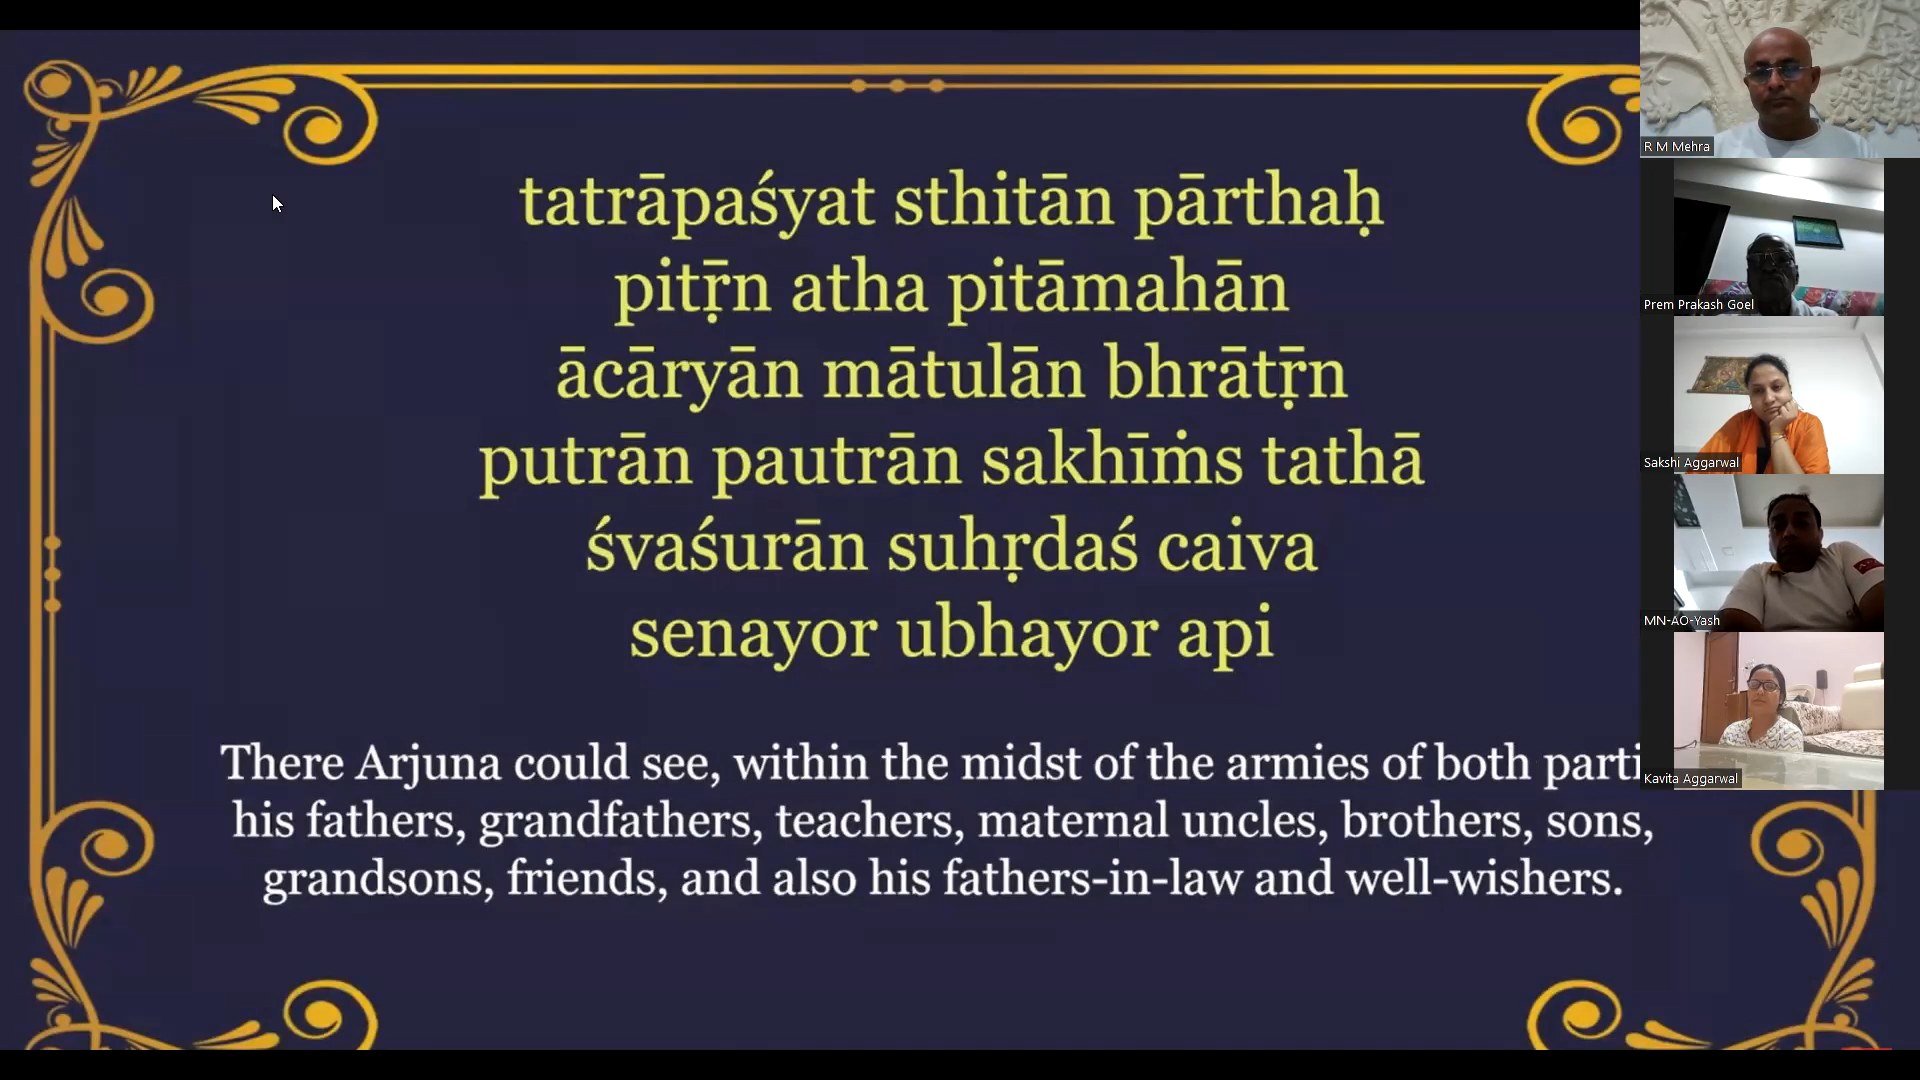 tatrāpaśyat sthitān pārthaḥ
pitṝn atha pitāmahān
ācāryān mātulān bhrātṝn
putrān pautrān sakhīṁs tathā
śvaśurān suhṛdaś caiva
senayor ubhayor api
There Arjuna could see, within the midst of the armies of both parti
his fathers, grandfathers, teachers, maternal uncles, brothers, sons,
grandsons, friends, and also his fathers-in-law and well-wishers.
R M Mehra
Prem Prakash Goel
Sakshi Aggarwal
MN-AO-Yash
Kavita Aggarwal